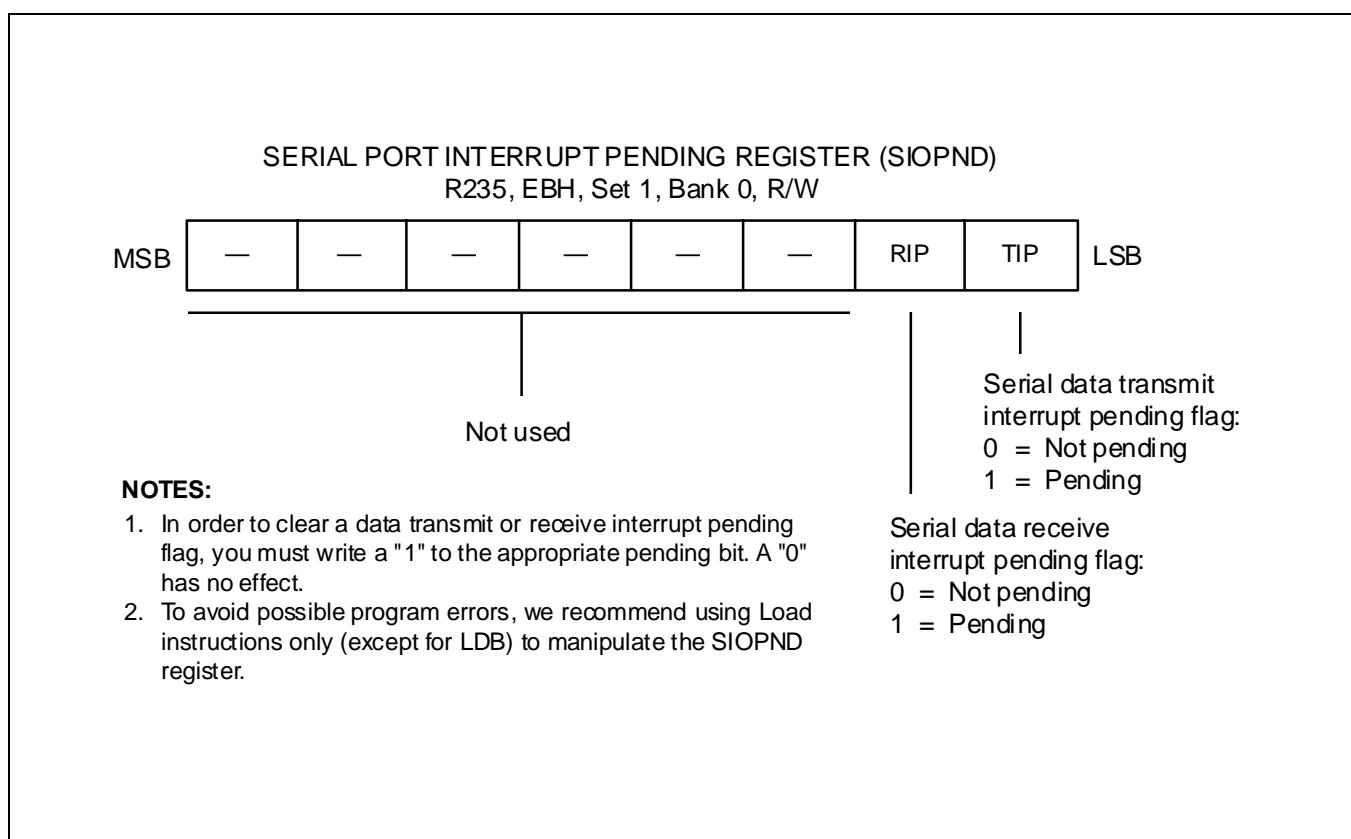 SERIAL PORT INTERRUPT PENDING REGISTER (SIOPND)
R235, EBH, Set 1, Bank 0, R/W
MSB — — — — — — RIP TIP LSB
Not used
Serial data transmit
interrupt pending flag:
0 = Not pending
1 = Pending
Serial data receive
interrupt pending flag:
0 = Not pending
1 = Pending
NOTES:
1. In order to clear a data transmit or receive interrupt pending
flag, you must write a "1" to the appropriate pending bit. A "0"
has no effect.
2. To avoid possible program errors, we recommend using Load
instructions only (except for LDB) to manipulate the SIOPND
register.